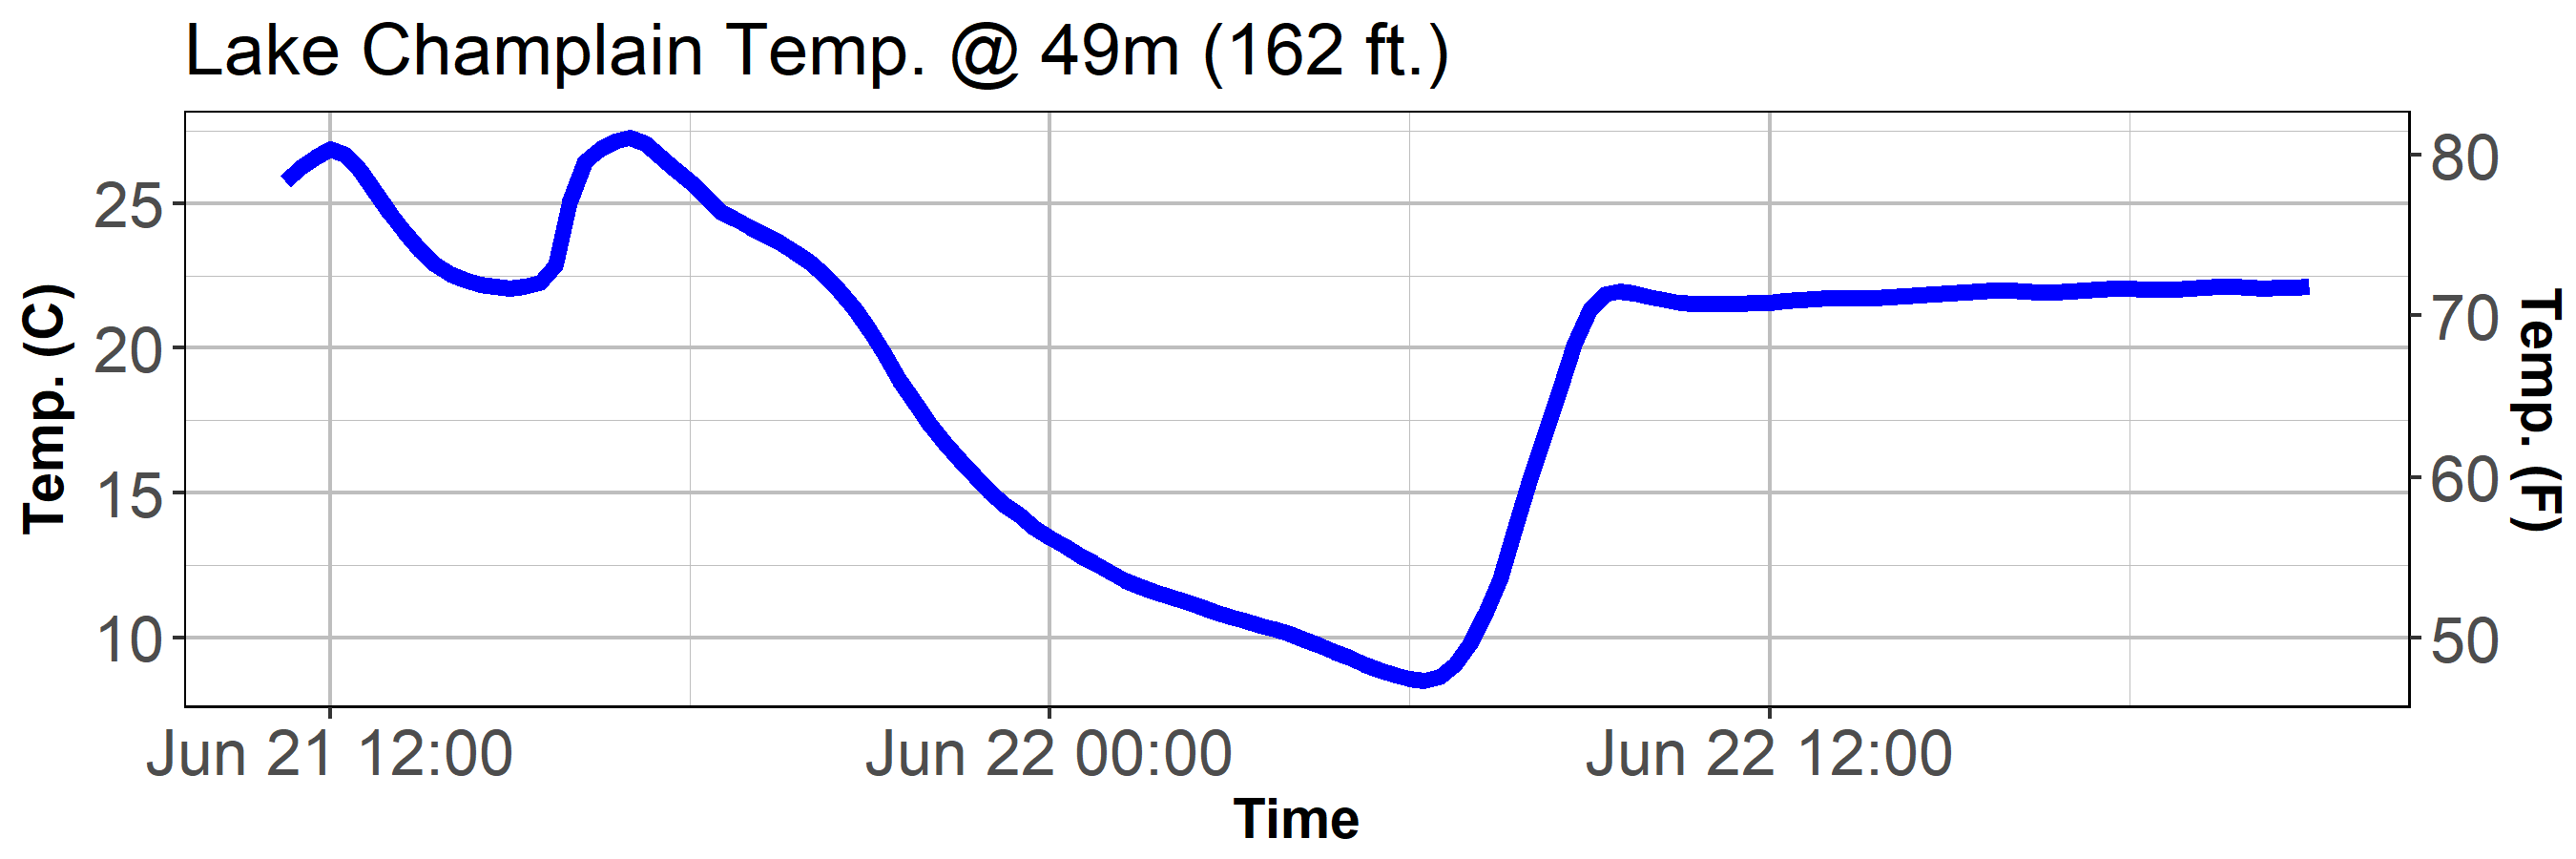 Lake Champlain Temp. @ 49m (162 ft.)
Temp. (C)
25
20
15
10
80
70
60
50
Temp. (F)
Jun 21 12:00
Jun 22 00:00
Jun 22 12:00
Time